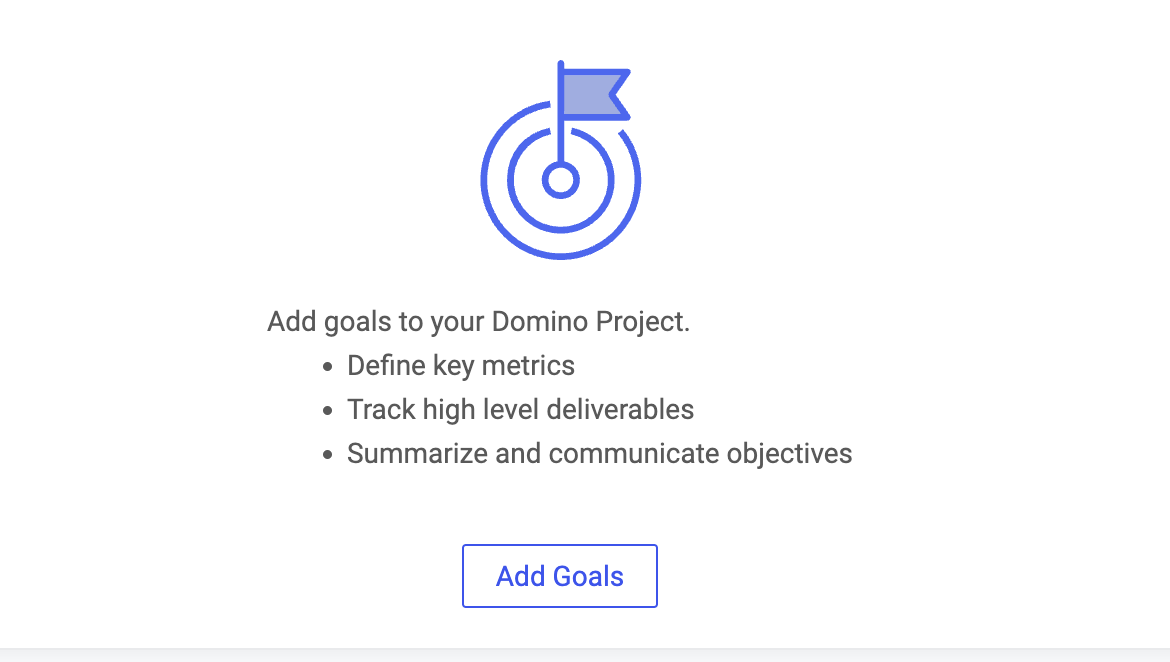 Add goals to your Domino Project.
• Define key metrics
• Track high level deliverables
• Summarize and communicate objectives
Add Goals